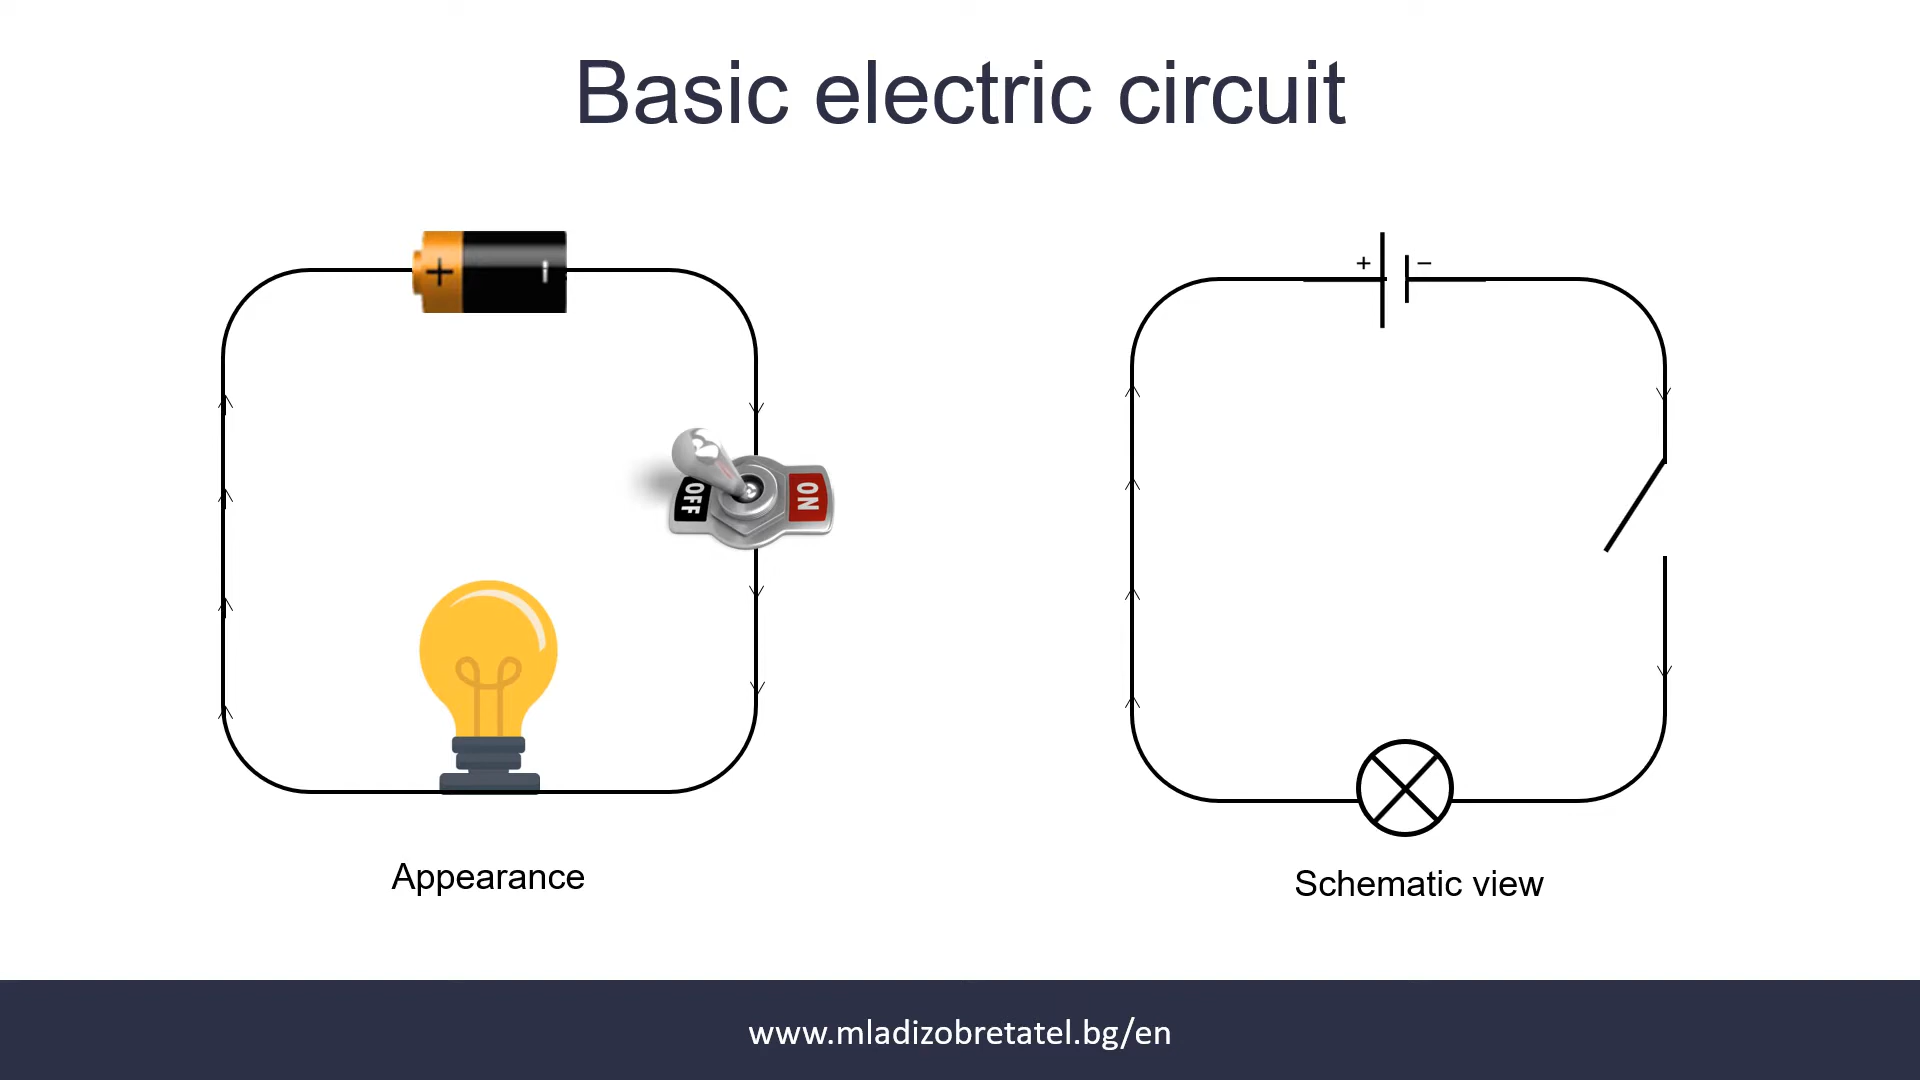 Basic electric circuit
+ -
+ −
OFF ON
Appearance
Schematic view
www.mladizobretatel.bg/en